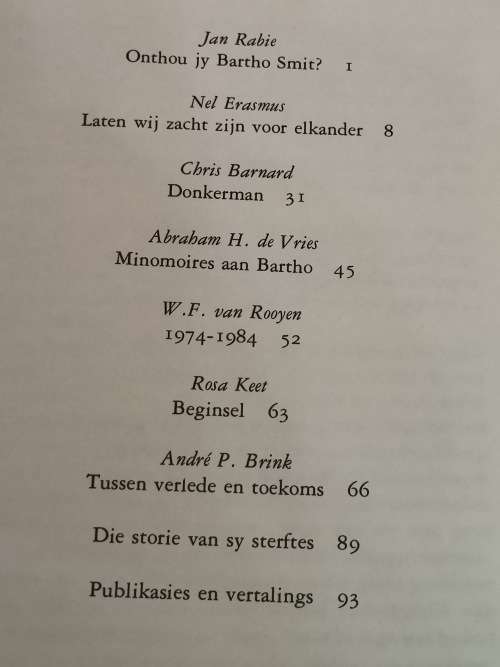 Jan Rabie
Onthou jy Bartho Smit? 1
Nel Erasmus
Laten wij zacht zijn voor elkander 8
Chris Barnard
Donkerman 31
Abraham H. de Vries
Minomoires aan Bartho 45
W.F. van Rooyen
1974-1984 52
Rosa Keet
Beginsel 63
André P. Brink
Tussen verlede en toekoms 66
Die storie van sy sterftes 89
Publikasies en vertalings 93